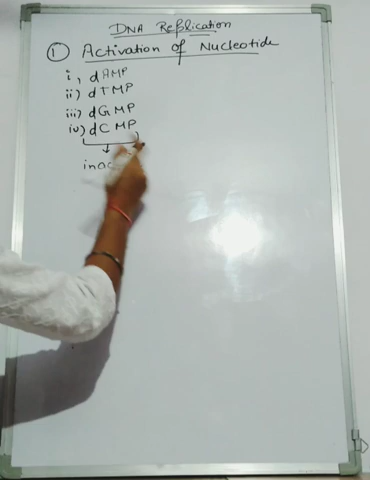 DNA Replication
① Activation of Nucleotide
i, dAMP
ii) dTMP
iii) dGMP
iv) dCMP
↓